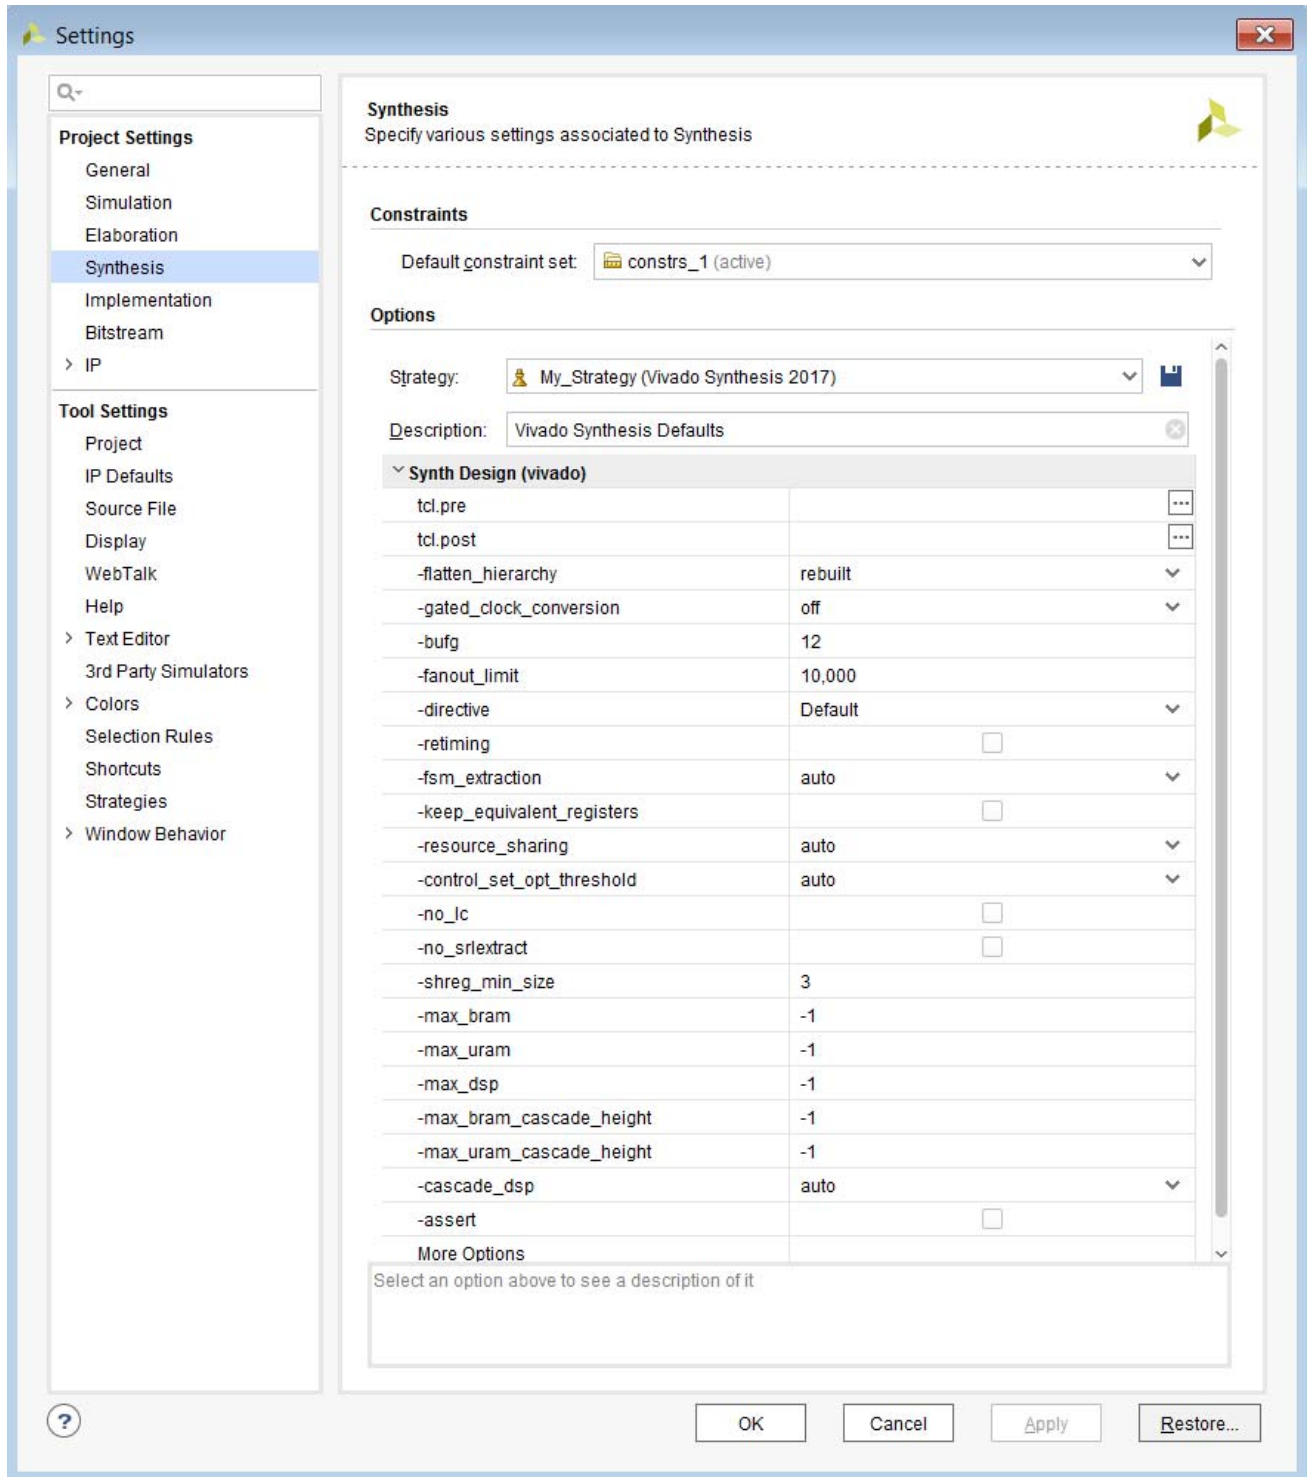 Settings
Project Settings
General
Simulation
Elaboration
Synthesis
Implementation
Bitstream
IP
Tool Settings
Project
IP Defaults
Source File
Display
WebTalk
Help
Text Editor
3rd Party Simulators
Colors
Selection Rules
Shortcuts
Strategies
Window Behavior
Synthesis
Specify various settings associated to Synthesis
Constraints
Default constraint set: constrs_1 (active)
Options
Strategy: My_Strategy (Vivado Synthesis 2017)
Description: Vivado Synthesis Defaults
Synth Design (vivado)
tcl.pre ...
tcl.post ...
-flatten_hierarchy rebuilt
-gated_clock_conversion off
-bufg 12
-fanout_limit 10,000
-directive Default
-retiming
-fsm_extraction auto
-keep_equivalent_registers
-resource_sharing auto
-control_set_opt_threshold auto
-no_lc
-no_srlextract
-shreg_min_size 3
-max_bram -1
-max_uram -1
-max_dsp -1
-max_bram_cascade_height -1
-max_uram_cascade_height -1
-cascade_dsp auto
-assert
More Options
Select an option above to see a description of it
? OK Cancel Apply Restore...